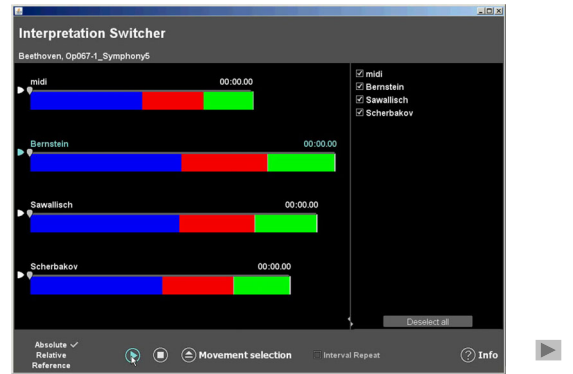 Interpretation Switcher
Beethoven, Op067-1_Symphony5
midi 00:00.00
Bernstein 00:00.00
Sawallisch 00:00.00
Scherbakov 00:00.00
midi
Bernstein
Sawallisch
Scherbakov
Deselect all
Absolute
Relative
Reference
Movement selection
Interval Repeat
? Info